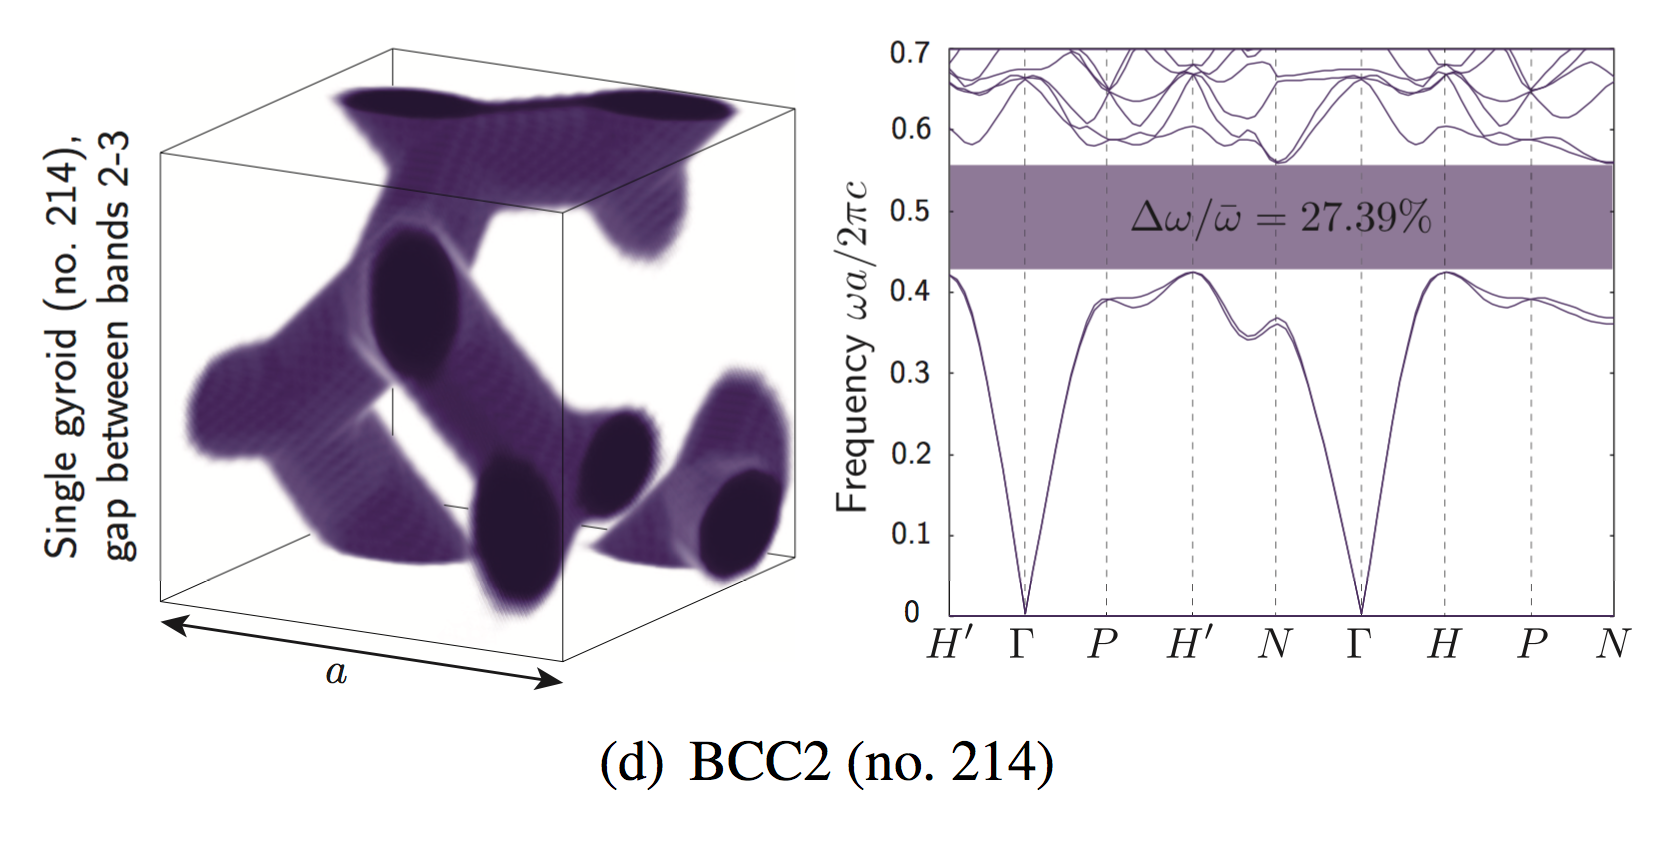 Single gyroid (no. 214),
gap between bands 2-3
a
Frequency ωa/2πc
0.7
0.6
0.5
0.4
0.3
0.2
0.1
0
Δω/ω̄ = 27.39%
H′ Γ P H′ N Γ H P N
(d) BCC2 (no. 214)